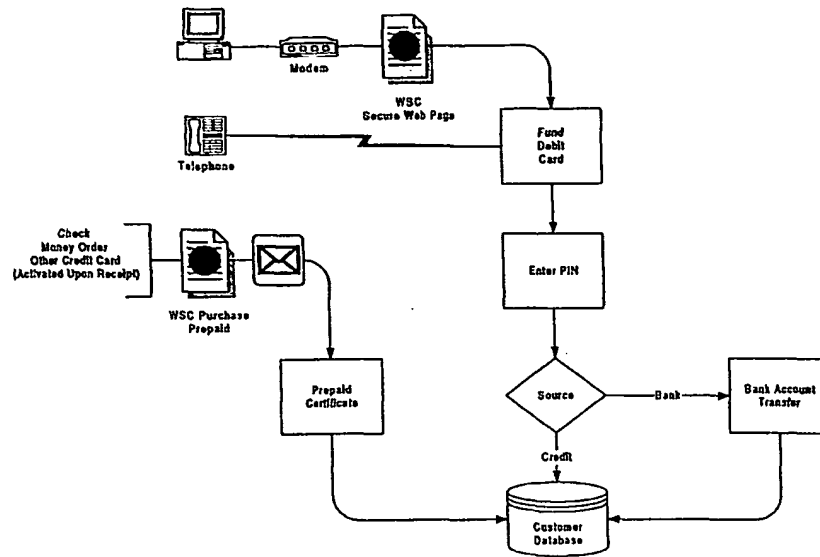 Modem
WSC
Secure Web Page
Fund
Debit
Card
Telephone
Check
Money Order
Other Credit Card
(Activated Upon Receipt)
WSC Purchase
Prepaid
Enter PIN
Prepaid
Certificate
Source
Bank
Bank Account
Transfer
Credit
Customer
Database